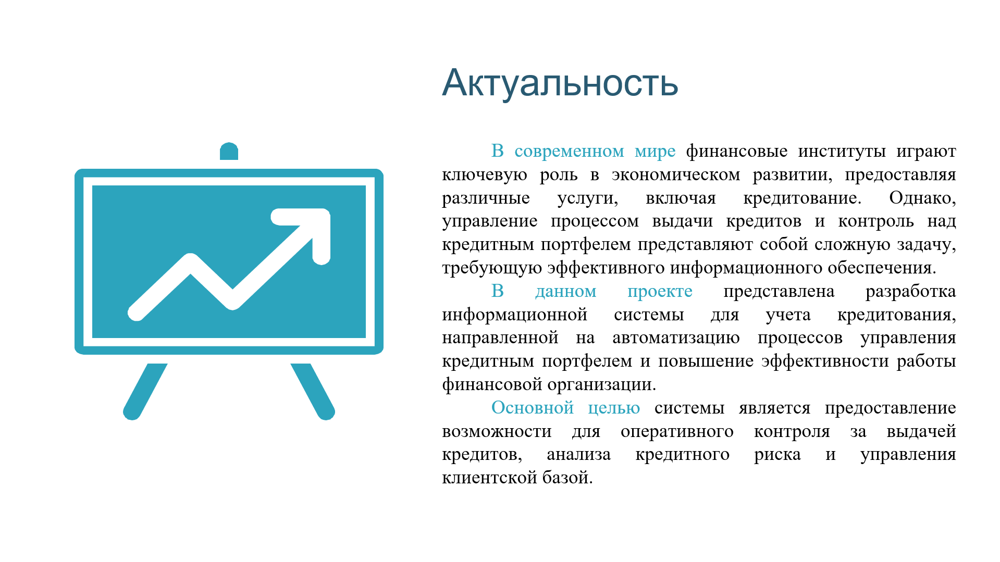 Актуальность
В современном мире финансовые институты играют
ключевую роль в экономическом развитии, предоставляя
различные услуги, включая кредитование. Однако,
управление процессом выдачи кредитов и контроль над
кредитным портфелем представляют собой сложную задачу,
требующую эффективного информационного обеспечения.
В данном проекте представлена разработка
информационной системы для учета кредитования,
направленной на автоматизацию процессов управления
кредитным портфелем и повышение эффективности работы
финансовой организации.
Основной целью системы является предоставление
возможности для оперативного контроля за выдачей
кредитов, анализа кредитного риска и управления
клиентской базой.